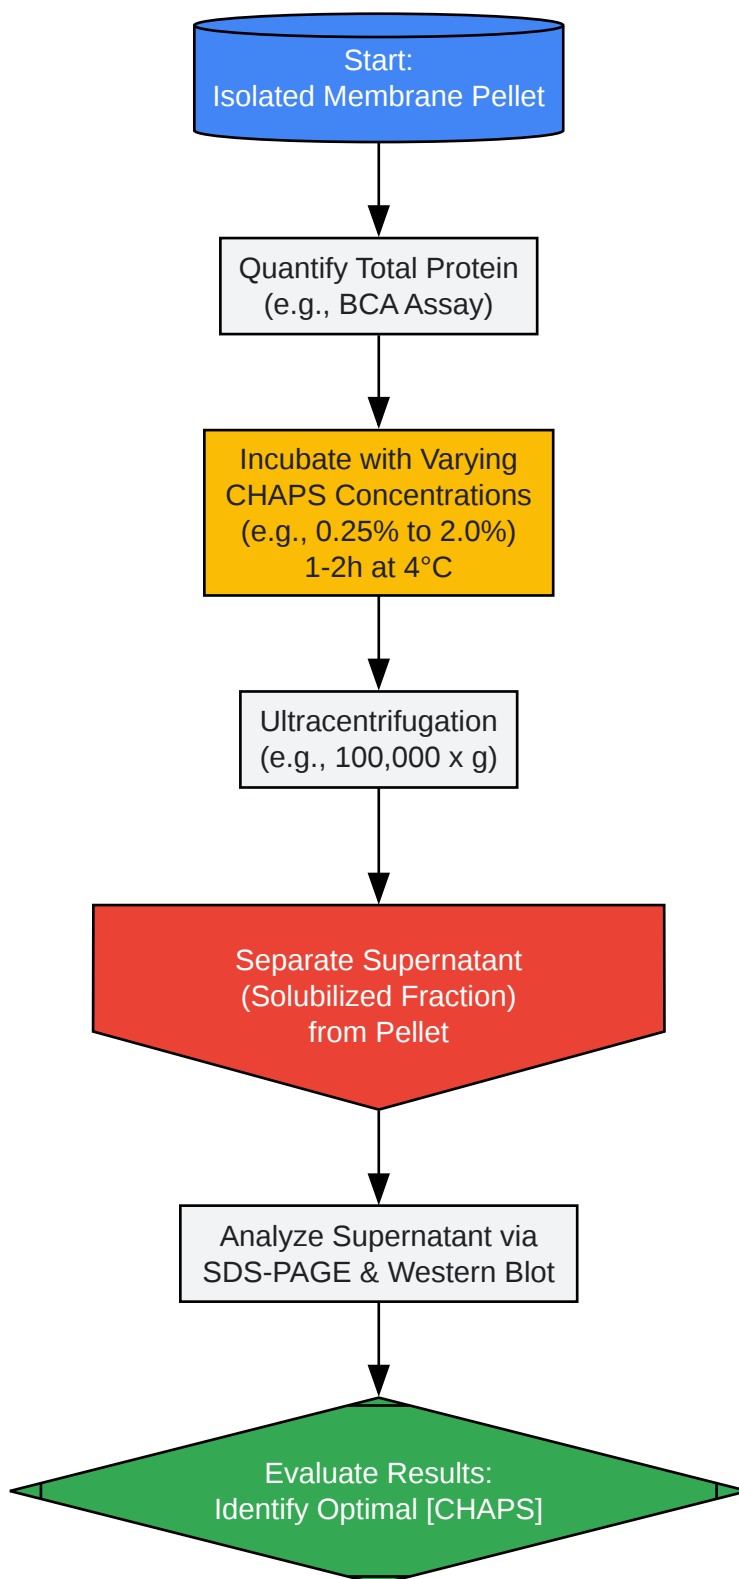 Start:
Isolated Membrane Pellet
Quantify Total Protein
(e.g., BCA Assay)
Incubate with Varying
CHAPS Concentrations
(e.g., 0.25% to 2.0%)
1-2h at 4°C
Ultracentrifugation
(e.g., 100,000 x g)
Separate Supernatant
(Solubilized Fraction)
from Pellet
Analyze Supernatant via
SDS-PAGE & Western Blot
Evaluate Results:
Identify Optimal [CHAPS]